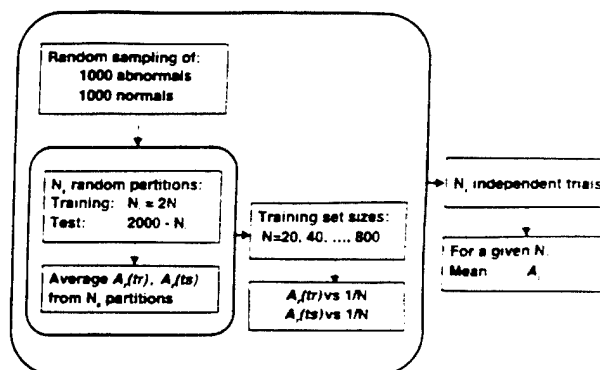 Random sampling of:
1000 abnormals
1000 normals
random partitions:
Training: N = 2N
Test: 2000 - N
Average A(tr), A(ts)
from N partitions
Training set sizes:
N=20, 40, ..., 800
A(tr) vs 1/N
A(ts) vs 1/N
N independent trials
For a given N
Mean A